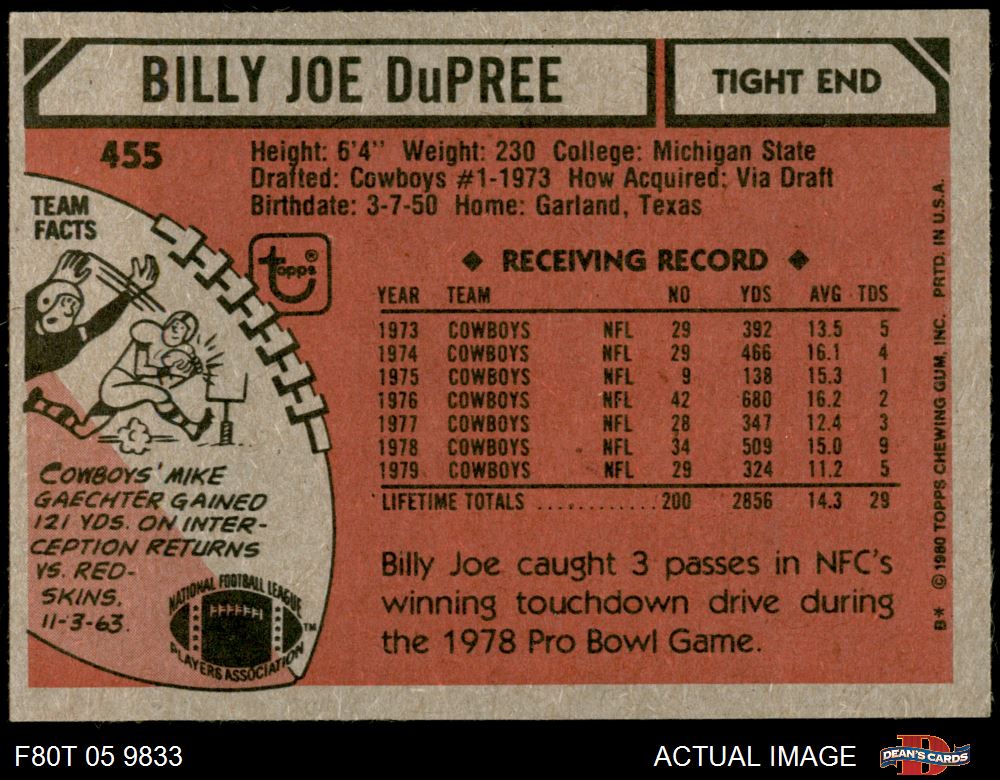 BILLY JOE DuPREE
TIGHT END
455
Height: 6'4" Weight: 230 College: Michigan State
Drafted: Cowboys #1-1973 How Acquired: Via Draft
Birthdate: 3-7-50 Home: Garland, Texas
TEAM
FACTS
topps®
◆ RECEIVING RECORD ◆
YEAR TEAM NO YDS AVG TDS
1973 COWBOYS NFL 29 392 13.5 5
1974 COWBOYS NFL 29 466 16.1 4
1975 COWBOYS NFL 9 138 15.3 1
1976 COWBOYS NFL 42 680 16.2 2
1977 COWBOYS NFL 28 347 12.4 3
1978 COWBOYS NFL 34 509 15.0 9
1979 COWBOYS NFL 29 324 11.2 5
LIFETIME TOTALS ............ 200 2856 14.3 29
COWBOYS' MIKE
GAECHTER GAINED
121 YDS. ON INTER-
CEPTION RETURNS
VS. RED-
SKINS,
11-3-63.
NATIONAL FOOTBALL LEAGUE
PLAYERS ASSOCIATION
TM
Billy Joe caught 3 passes in NFC's
winning touchdown drive during
the 1978 Pro Bowl Game.
B* © 1980 TOPPS CHEWING GUM, INC. PRTD. IN U.S.A.
F80T 05 9833
ACTUAL IMAGE
DEAN'S CARDS